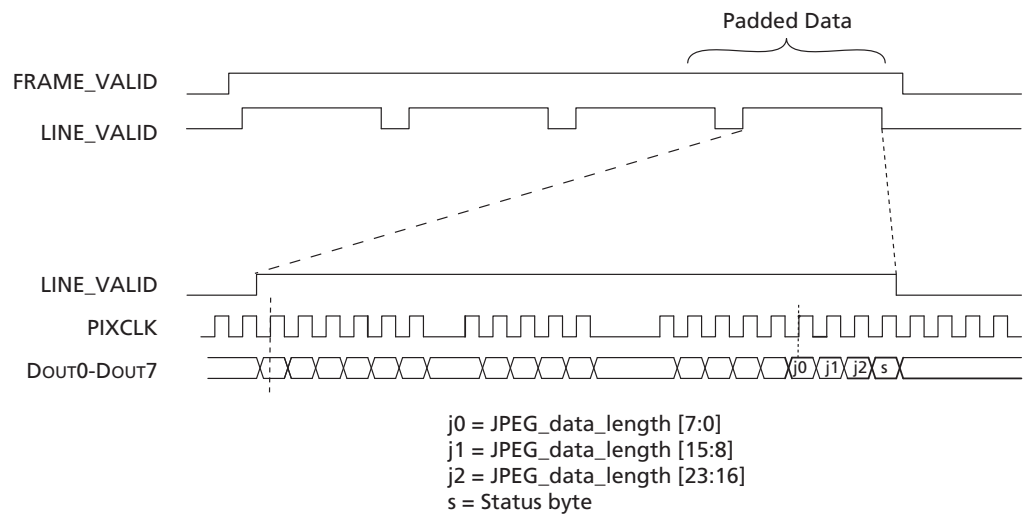 Padded Data
FRAME_VALID
LINE_VALID
LINE_VALID
PIXCLK
DOUT0-DOUT7
j0 j1 j2 s
j0 = JPEG_data_length [7:0]
j1 = JPEG_data_length [15:8]
j2 = JPEG_data_length [23:16]
s = Status byte